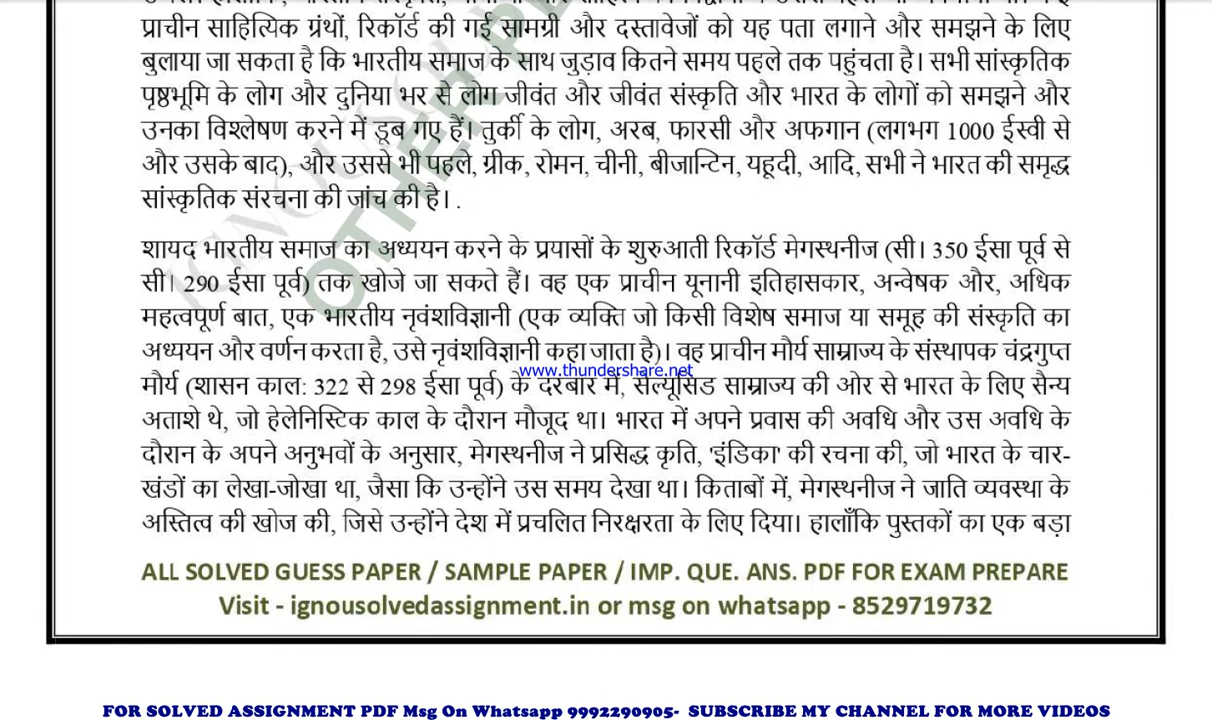 प्राचीन साहित्यिक ग्रंथों, रिकॉर्ड की गई सामग्री और दस्तावेजों को यह पता लगाने और समझने के लिए
बुलाया जा सकता है कि भारतीय समाज के साथ जुड़ाव कितने समय पहले तक पहुंचता है। सभी सांस्कृतिक
पृष्ठभूमि के लोग और दुनिया भर से लोग जीवंत और जीवंत संस्कृति और भारत के लोगों को समझने और
उनका विश्लेषण करने में डूब गए हैं। तुर्की के लोग, अरब, फारसी और अफगान (लगभग 1000 ईस्वी से
और उसके बाद), और उससे भी पहले, ग्रीक, रोमन, चीनी, बीजान्टिन, यहूदी, आदि, सभी ने भारत की समृद्ध
सांस्कृतिक संरचना की जांच की है। .
शायद भारतीय समाज का अध्ययन करने के प्रयासों के शुरुआती रिकॉर्ड मेगस्थनीज (सी। 350 ईसा पूर्व से
सी। 290 ईसा पूर्व) तक खोजे जा सकते हैं। वह एक प्राचीन यूनानी इतिहासकार, अन्वेषक और, अधिक
महत्वपूर्ण बात, एक भारतीय नृवंशविज्ञानी (एक व्यक्ति जो किसी विशेष समाज या समूह की संस्कृति का
अध्ययन और वर्णन करता है, उसे नृवंशविज्ञानी कहा जाता है)। वह प्राचीन मौर्य साम्राज्य के संस्थापक चंद्रगुप्त
www.thundershare.net
मौर्य (शासन काल: 322 से 298 ईसा पूर्व) के दरबार में, सेल्यूसिड साम्राज्य की ओर से भारत के लिए सैन्य
अताशे थे, जो हेलेनिस्टिक काल के दौरान मौजूद था। भारत में अपने प्रवास की अवधि और उस अवधि के
दौरान के अपने अनुभवों के अनुसार, मेगस्थनीज ने प्रसिद्ध कृति, 'इंडिका' की रचना की, जो भारत के चार-
खंडों का लेखा-जोखा था, जैसा कि उन्होंने उस समय देखा था। किताबों में, मेगस्थनीज ने जाति व्यवस्था के
अस्तित्व की खोज की, जिसे उन्होंने देश में प्रचलित निरक्षरता के लिए दिया। हालाँकि पुस्तकों का एक बड़ा
ALL SOLVED GUESS PAPER / SAMPLE PAPER / IMP. QUE. ANS. PDF FOR EXAM PREPARE
Visit - ignousolvedassignment.in or msg on whatsapp - 8529719732
FOR SOLVED ASSIGNMENT PDF Msg On Whatsapp 9992290905- SUBSCRIBE MY CHANNEL FOR MORE VIDEOS